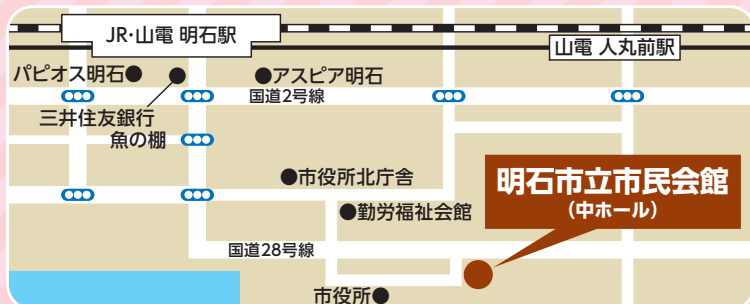 JR・山電 明石駅
山電 人丸前駅
パピオス明石●
●アスピア明石
国道2号線
三井住友銀行
魚の棚
●市役所北庁舎
明石市立市民会館
(中ホール)
●勤労福祉会館
国道28号線
市役所●